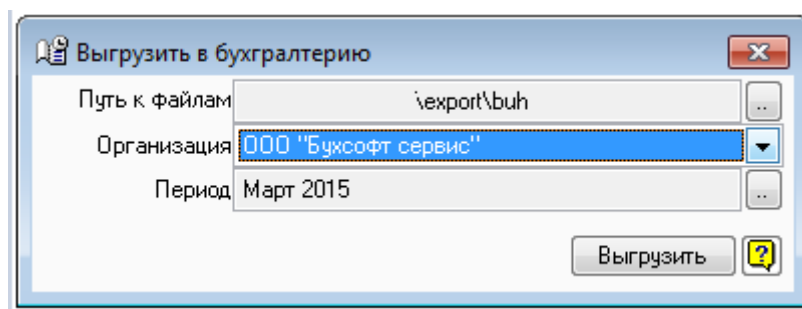 Выгрузить в бухгралтерию
Путь к файлам \export\buh ..
Организация ООО "Бухсофт сервис"
Период Март 2015 ..
Выгрузить ?